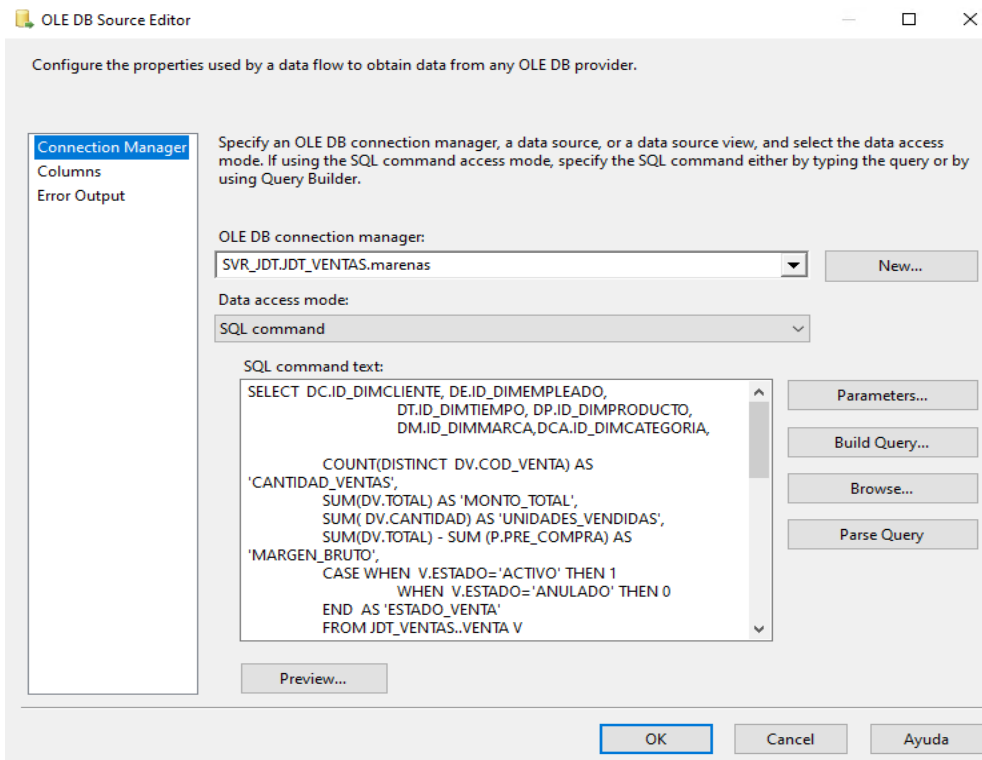 OLE DB Source Editor
Configure the properties used by a data flow to obtain data from any OLE DB provider.
Connection Manager
Columns
Error Output
Specify an OLE DB connection manager, a data source, or a data source view, and select the data access
mode. If using the SQL command access mode, specify the SQL command either by typing the query or by
using Query Builder.
OLE DB connection manager:
SVR_JDT.JDT_VENTAS.marenas
New...
Data access mode:
SQL command
SQL command text:
SELECT  DC.ID_DIMCLIENTE, DE.ID_DIMEMPLEADO,
DT.ID_DIMTIEMPO, DP.ID_DIMPRODUCTO,
DM.ID_DIMMARCA,DCA.ID_DIMCATEGORIA,
COUNT(DISTINCT  DV.COD_VENTA) AS
'CANTIDAD_VENTAS',
SUM(DV.TOTAL) AS 'MONTO_TOTAL',
SUM( DV.CANTIDAD) AS 'UNIDADES_VENDIDAS',
SUM(DV.TOTAL) - SUM (P.PRE_COMPRA) AS
'MARGEN_BRUTO',
CASE WHEN  V.ESTADO='ACTIVO' THEN 1
WHEN  V.ESTADO='ANULADO' THEN 0
END  AS 'ESTADO_VENTA'
FROM JDT_VENTAS..VENTA V
Parameters...
Build Query...
Browse...
Parse Query
Preview...
OK
Cancel
Ayuda